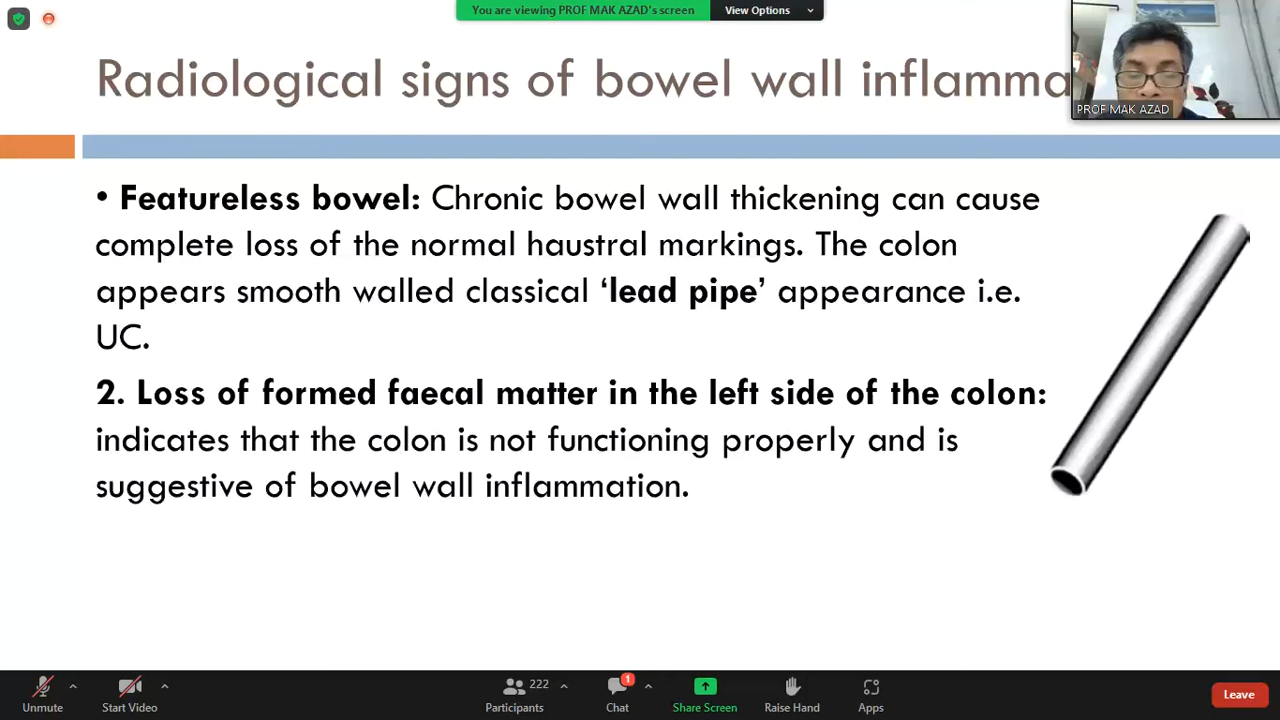 You are viewing PROF MAK AZAD's screen
View Options
Radiological signs of bowel wall inflamma
PROF MAK AZAD
• Featureless bowel: Chronic bowel wall thickening can cause
complete loss of the normal haustral markings. The colon
appears smooth walled classical ‘lead pipe’ appearance i.e.
UC.
2. Loss of formed faecal matter in the left side of the colon:
indicates that the colon is not functioning properly and is
suggestive of bowel wall inflammation.
Unmute
Start Video
222
Participants
1
Chat
Share Screen
Raise Hand
Apps
Leave